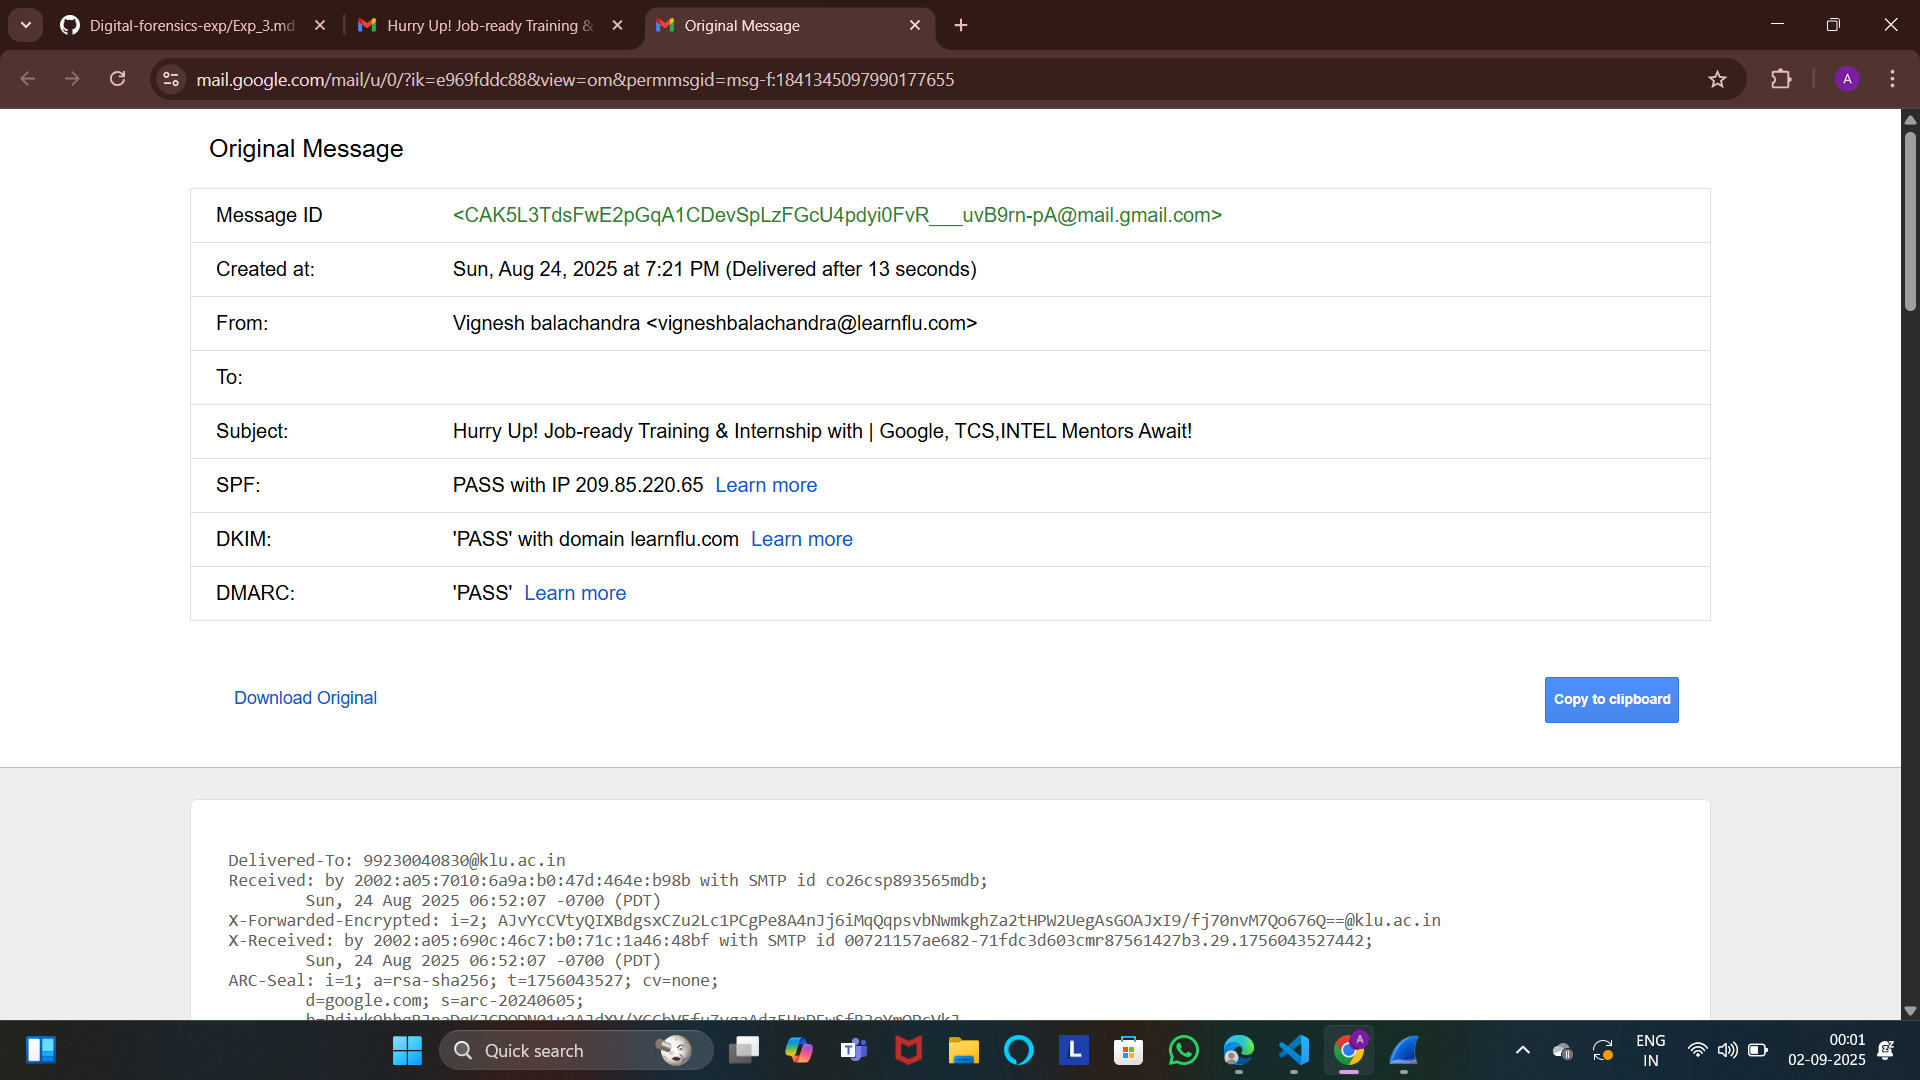 Digital-forensics-exp/Exp_3.md
Hurry Up! Job-ready Training &
Original Message
mail.google.com/mail/u/0/?ik=e969fddc88&view=om&permmsgid=msg-f:1841345097990177655
A
Original Message
Message ID <CAK5L3TdsFwE2pGqA1CDevSpLzFGcU4pdyi0FvR___uvB9rn-pA@mail.gmail.com>
Created at: Sun, Aug 24, 2025 at 7:21 PM (Delivered after 13 seconds)
From: Vignesh balachandra <vigneshbalachandra@learnflu.com>
To:
Subject: Hurry Up! Job-ready Training & Internship with | Google, TCS,INTEL Mentors Await!
SPF: PASS with IP 209.85.220.65 Learn more
DKIM: 'PASS' with domain learnflu.com Learn more
DMARC: 'PASS' Learn more
Download Original
Copy to clipboard
Delivered-To: 99230040830@klu.ac.in
Received: by 2002:a05:7010:6a9a:b0:47d:464e:b98b with SMTP id co26csp893565mdb;
Sun, 24 Aug 2025 06:52:07 -0700 (PDT)
X-Forwarded-Encrypted: i=2; AJvYcCVtyQIXBdgsxCZu2Lc1PCgPe8A4nJj6iMqQqpsvbNwmkghZa2tHPW2UegAsGOAJxI9/fj70nvM7Qo676Q==@klu.ac.in
X-Received: by 2002:a05:690c:46c7:b0:71c:1a46:48bf with SMTP id 00721157ae682-71fdc3d603cmr87561427b3.29.1756043527442;
Sun, 24 Aug 2025 06:52:07 -0700 (PDT)
ARC-Seal: i=1; a=rsa-sha256; t=1756043527; cv=none;
d=google.com; s=arc-20240605;
Quick search
L
A
ENG
IN
00:01
02-09-2025